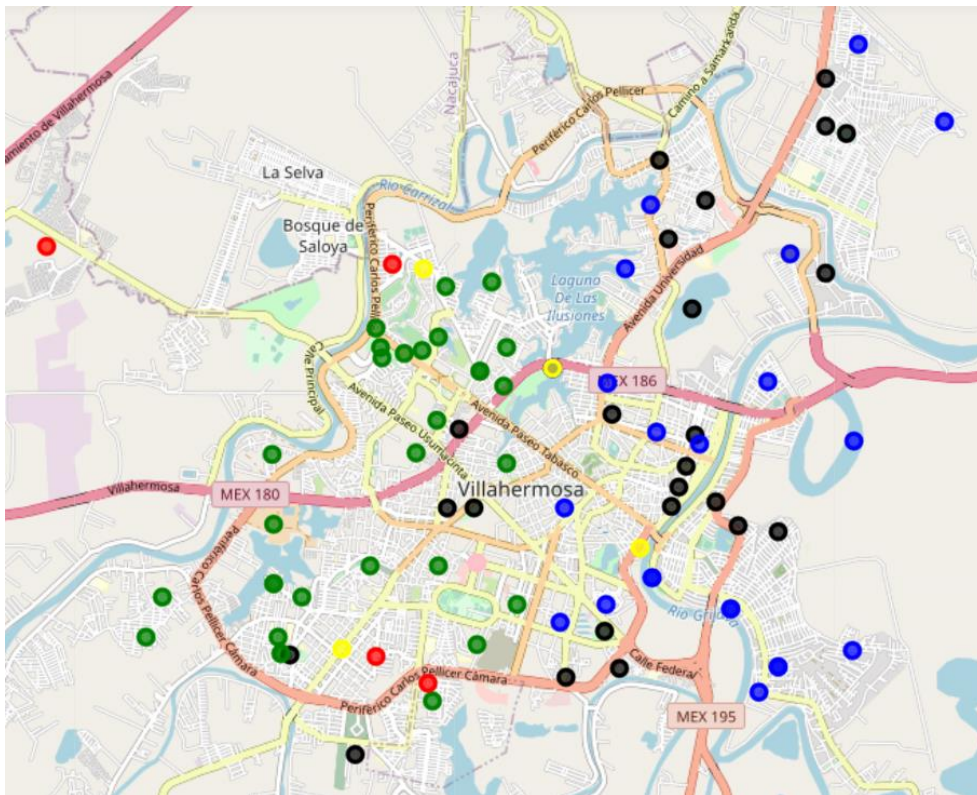 Camino a Samarkanda
Nacajuca
Periférico Carlos Pellicer
amiento de Villahermosa
La Selva
Río Carrizal
Bosque de
Saloya
Periférico Carlos Pelli
Laguna
De Las
Ilusiones
Avenida Universidad
Calle Principal
MEX 186
Avenida Paseo Usumacinta
Avenida Paseo Tabasco
Villahermosa
MEX 180
Villahermosa
Periférico Carlos Pellicer Cámara
Río Grijalva
Calle Federal
Periférico Carlos Pellicer Cámara
MEX 195